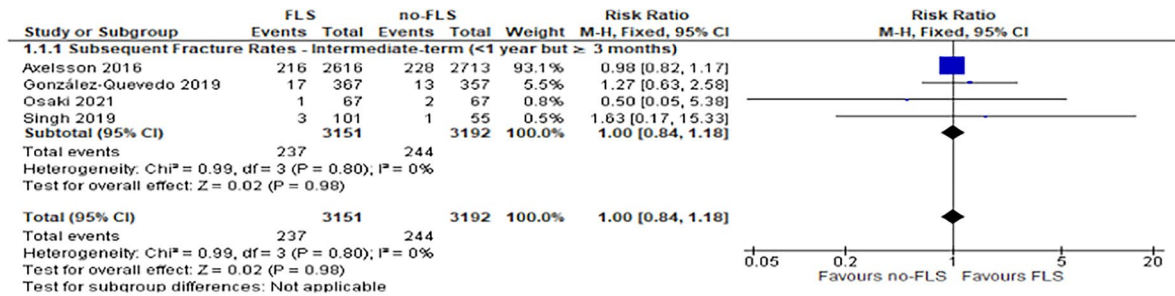 FLS no-FLS Risk Ratio Risk Ratio
Study or Subgroup Events Total Events Total Weight M-H, Fixed, 95% CI M-H, Fixed, 95% CI
1.1.1 Subsequent Fracture Rates - Intermediate-term (<1 year but ≥ 3 months)
Axelsson 2016 216 2616 228 2713 93.1% 0.98 [0.82, 1.17]
González-Quevedo 2019 17 367 13 357 5.5% 1.27 [0.63, 2.58]
Osaki 2021 1 67 2 67 0.8% 0.50 [0.05, 5.38]
Singh 2019 3 101 1 55 0.5% 1.63 [0.17, 15.33]
Subtotal (95% CI) 3151 3192 100.0% 1.00 [0.84, 1.18]
Total events 237 244
Heterogeneity: Chi² = 0.99, df = 3 (P = 0.80); I² = 0%
Test for overall effect: Z = 0.02 (P = 0.98)
Total (95% CI) 3151 3192 100.0% 1.00 [0.84, 1.18]
Total events 237 244
Heterogeneity: Chi² = 0.99, df = 3 (P = 0.80); I² = 0%
Test for overall effect: Z = 0.02 (P = 0.98)
Test for subgroup differences: Not applicable
0.05 0.2 1 5 20
Favours no-FLS Favours FLS